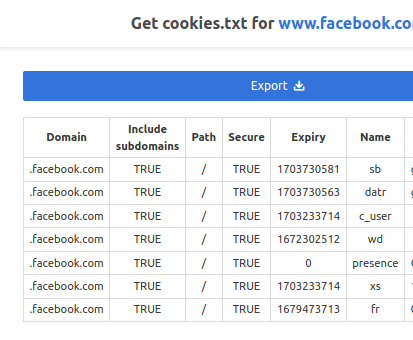 Get cookies.txt for www.facebook.co
Export
Domain Include subdomains Path Secure Expiry Name
.facebook.com TRUE / TRUE 1703730581 sb
.facebook.com TRUE / TRUE 1703730563 datr
.facebook.com TRUE / TRUE 1703233714 c_user
.facebook.com TRUE / TRUE 1672302512 wd
.facebook.com TRUE / TRUE 0 presence
.facebook.com TRUE / TRUE 1703233714 xs
.facebook.com TRUE / TRUE 1679473713 fr